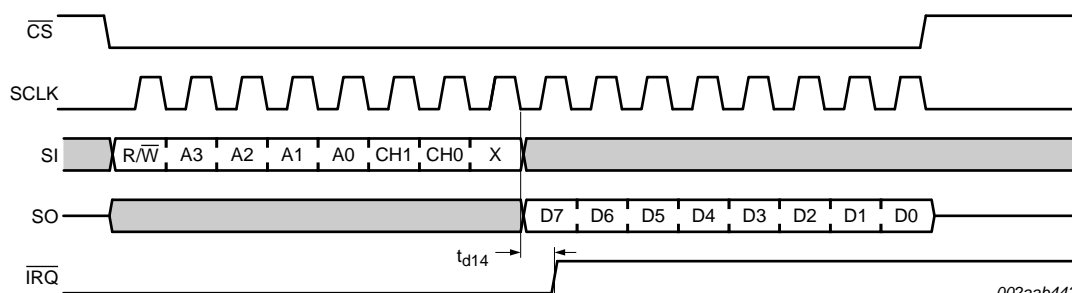 CS
SCLK
SI R/W A3 A2 A1 A0 CH1 CH0 X
SO D7 D6 D5 D4 D3 D2 D1 D0
td14
IRQ